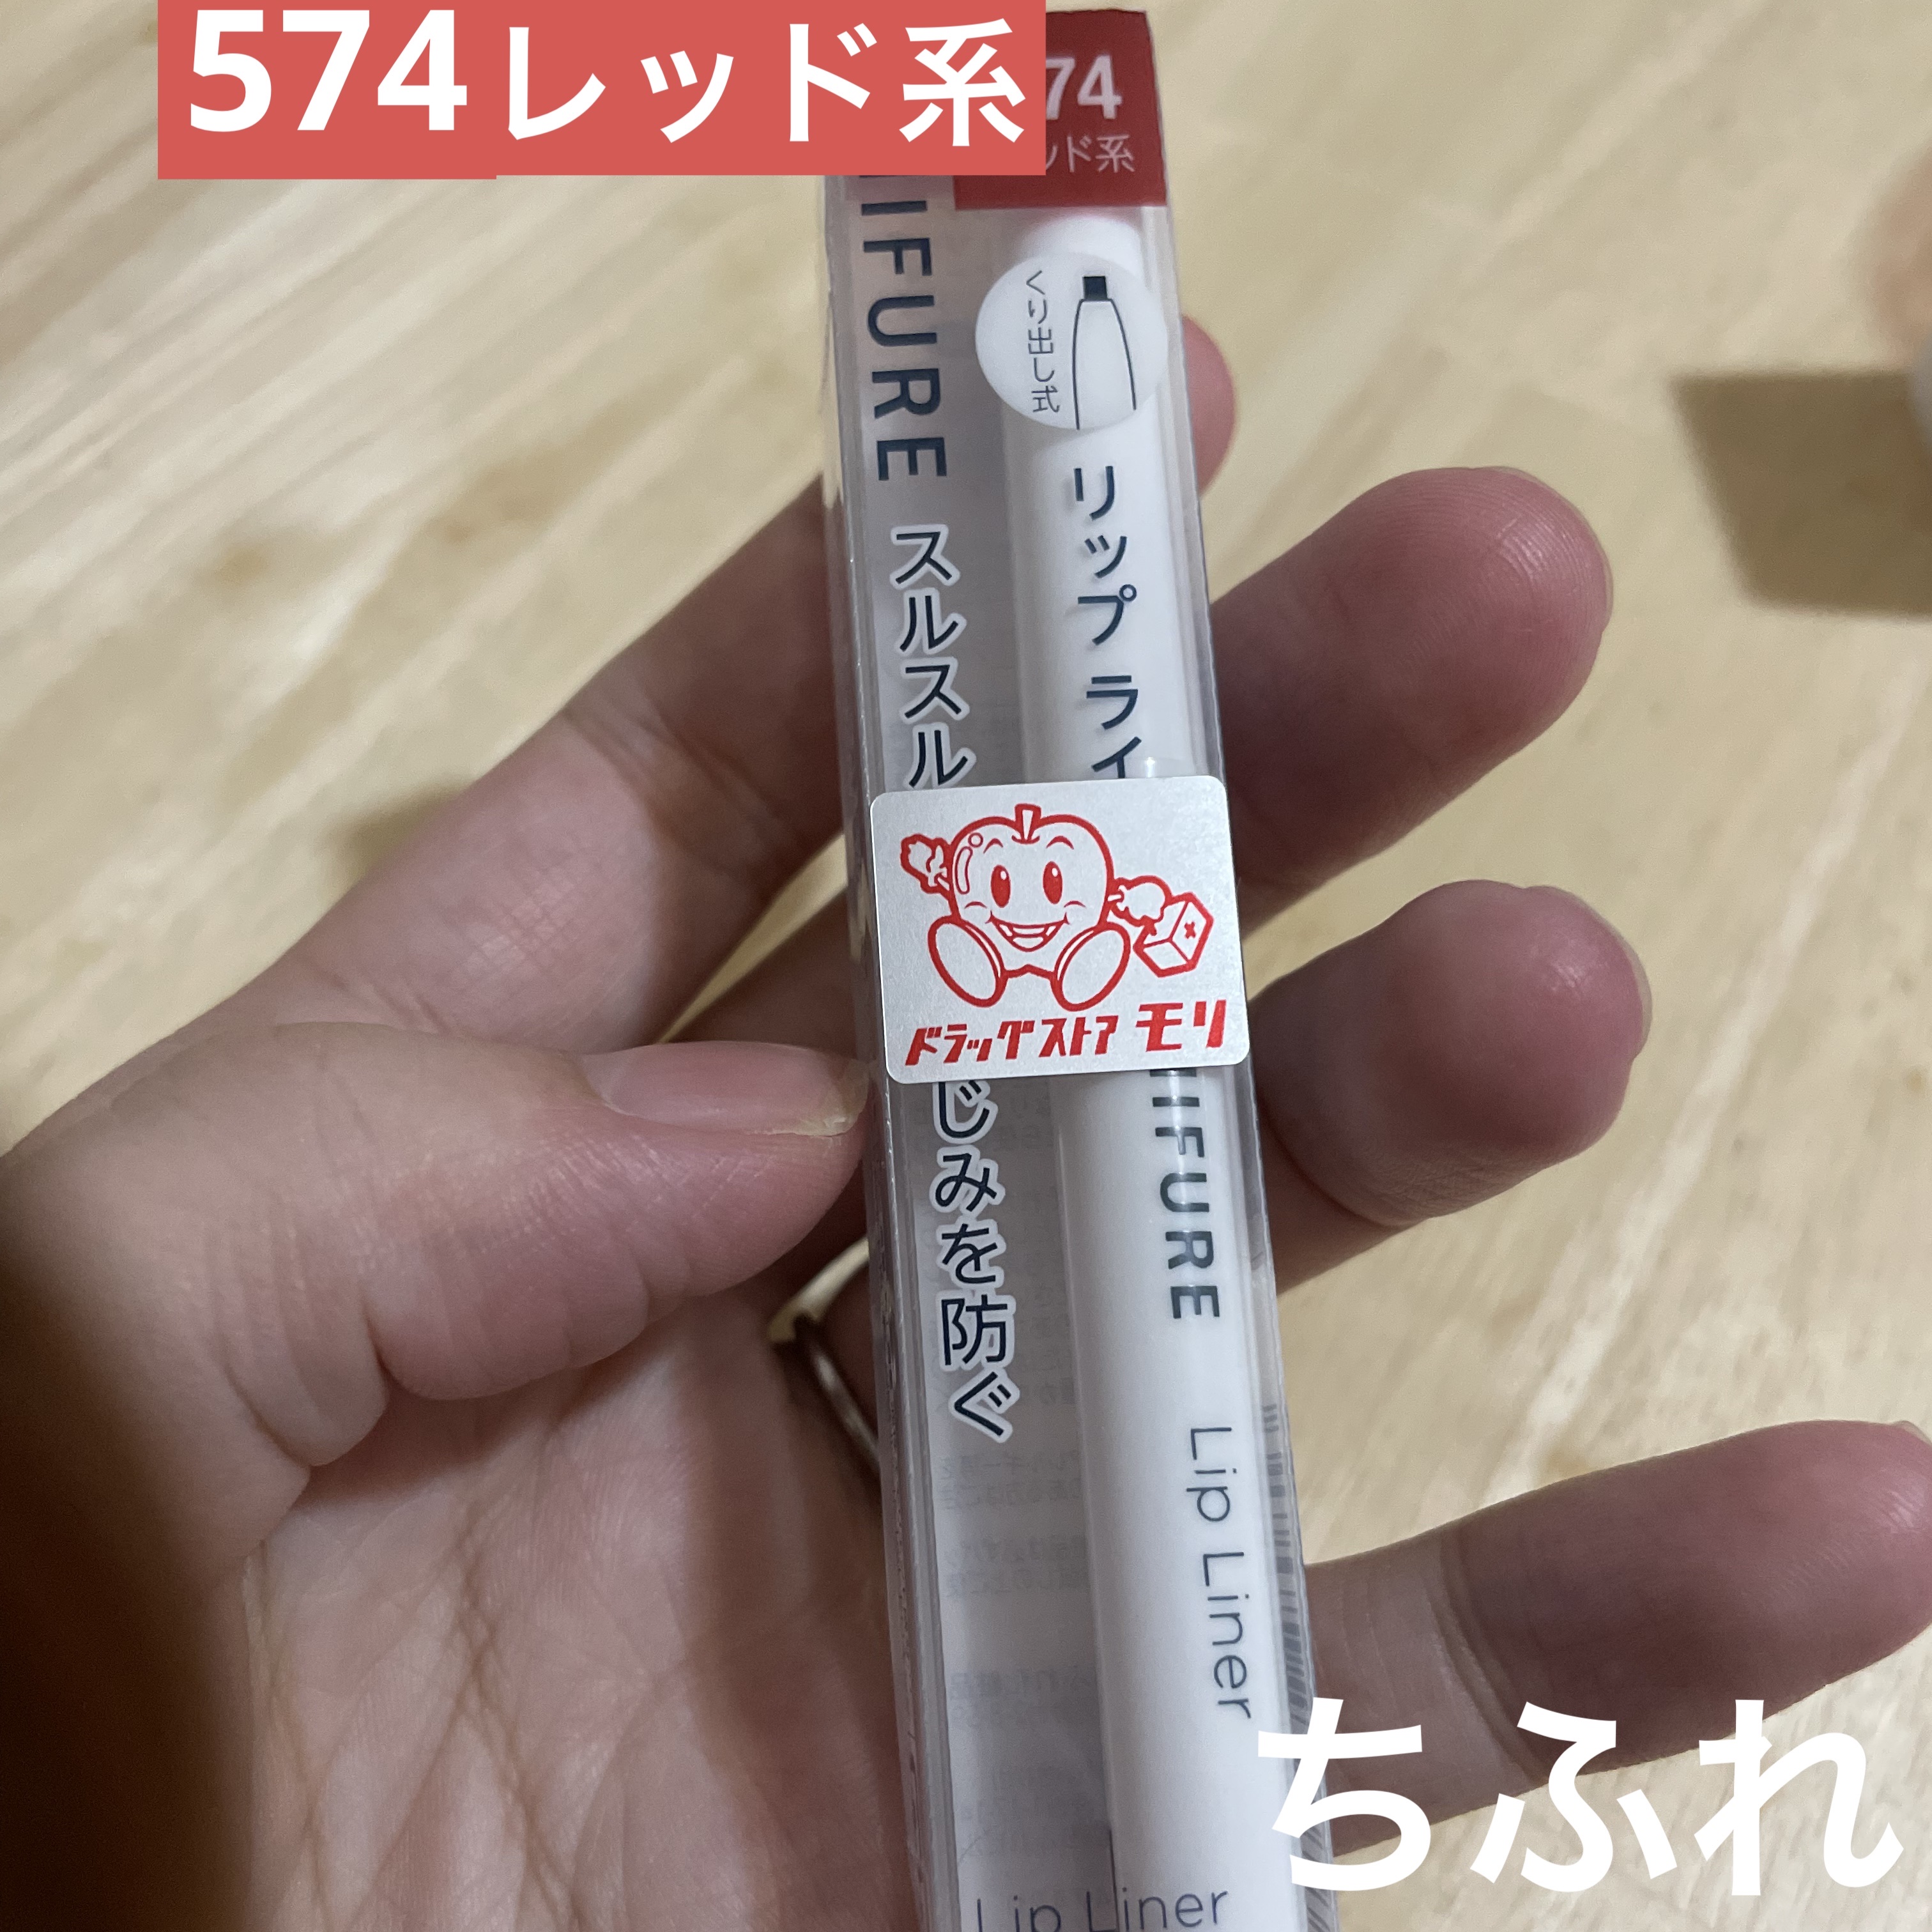 574レッド系
74
ッド系
くり出し式
IFURE
スルスル
じみを防ぐ
リップ ライ
ドラッグストア モリ
IFURE
Lip Liner
Lip Liner
ちふれ